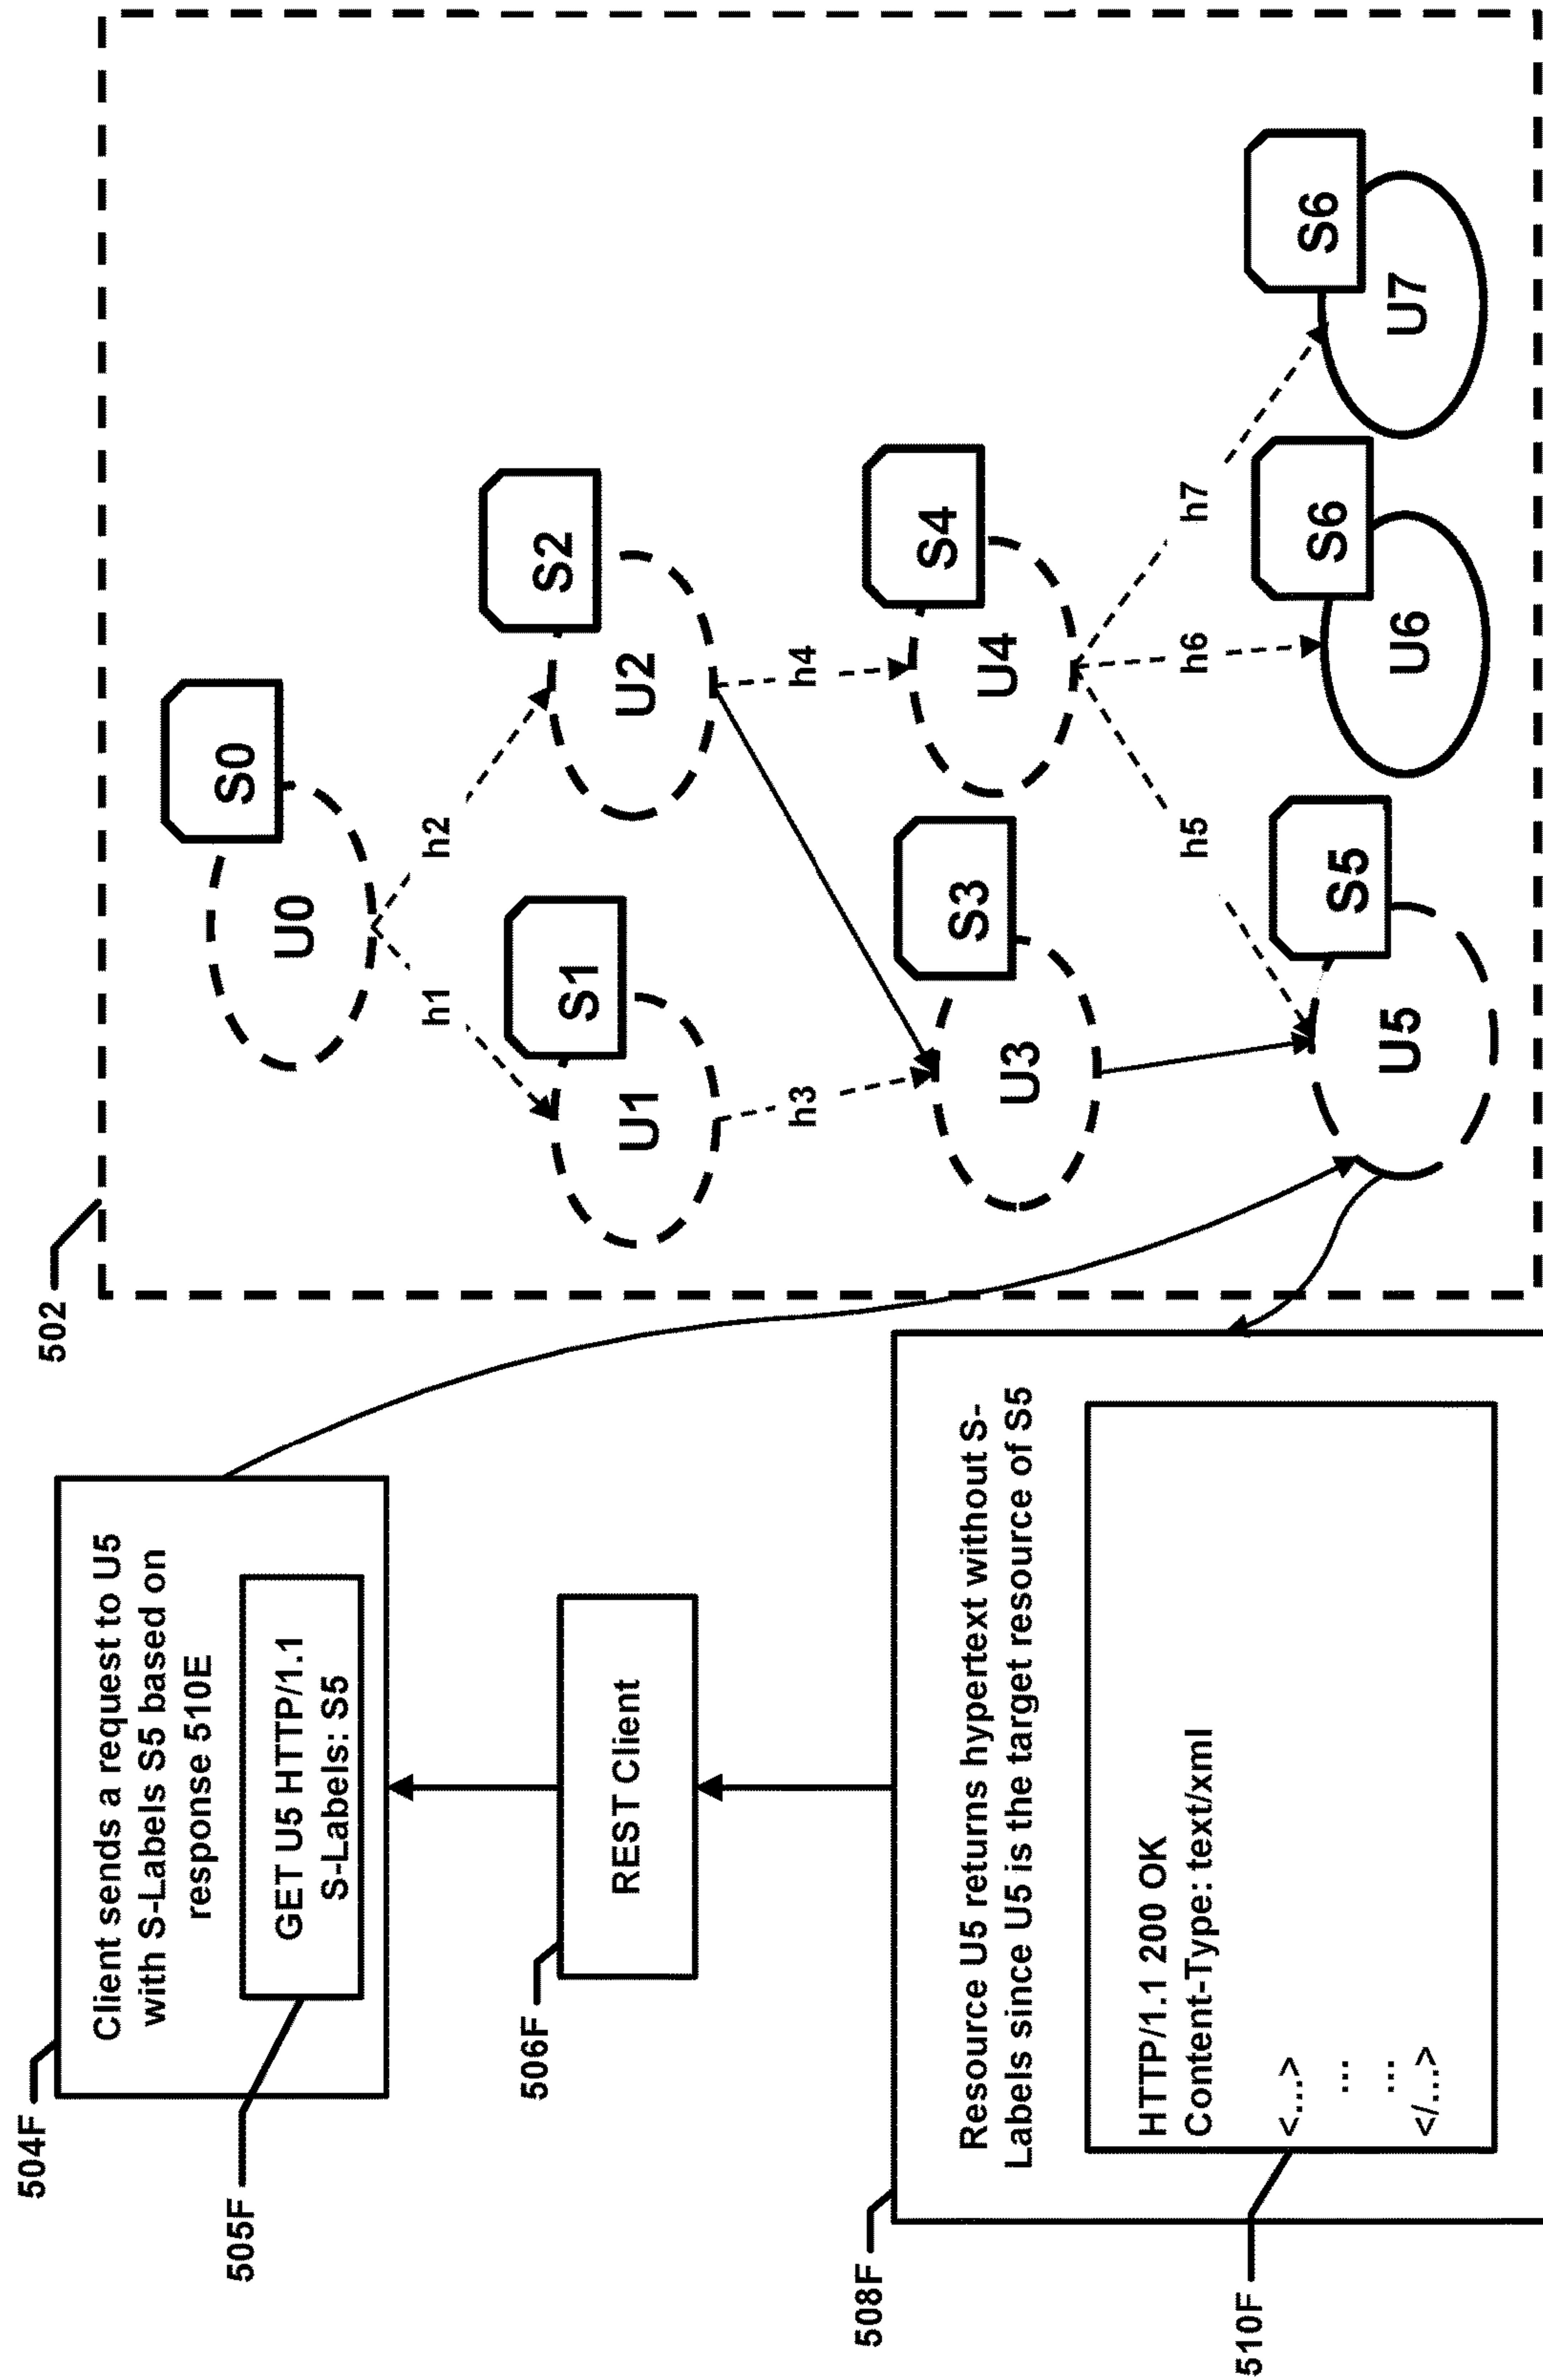 504F
Client sends a request to U5
with S-Labels S5 based on
response 510E
505F
GET U5 HTTP/1.1
S-Labels: S5
506F
REST Client
508F
Resource U5 returns hypertext without S-
Labels since U5 is the target resource of S5
510F
HTTP/1.1 200 OK
Content-Type: text/xml
<...>
...
...
</...>
502
S0
U0
h1
h2
S1
U1
S2
U2
h3
h4
S3
U3
S4
U4
h5
h6
h7
S5
U5
S6
U6
S6
U7